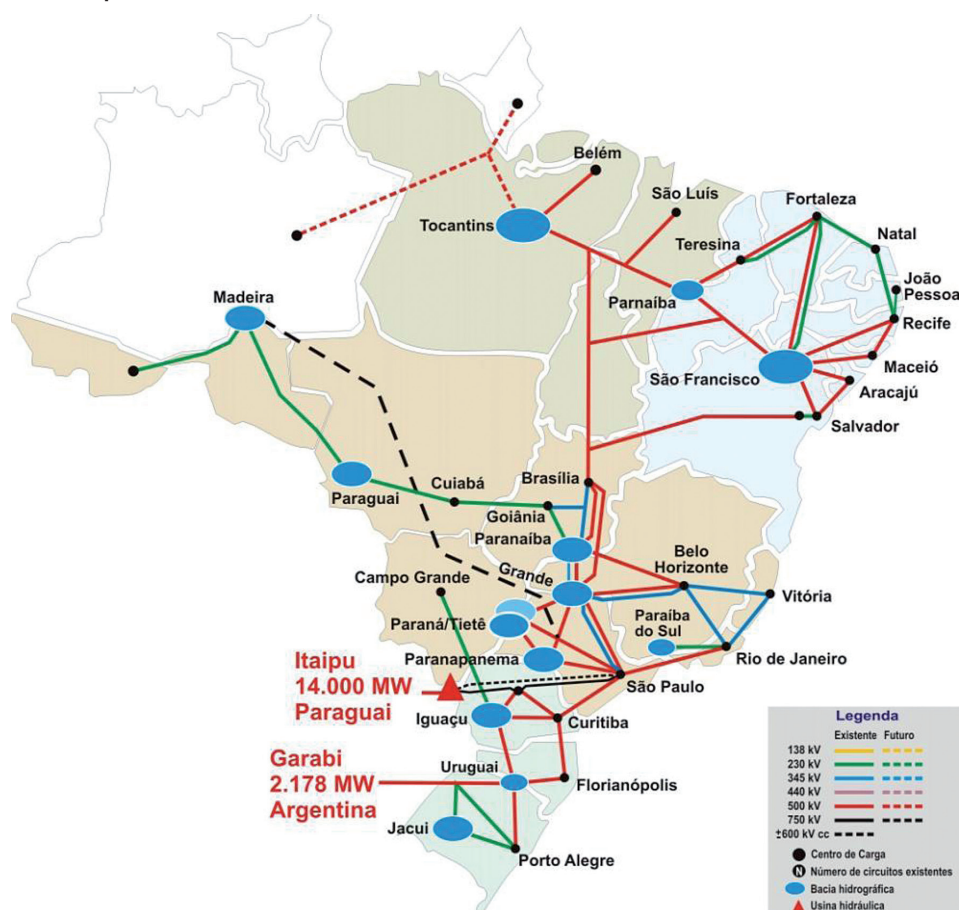 Belém
São Luís
Fortaleza
Tocantins
Teresina
Natal
João
Pessoa
Madeira
Parnaíba
Recife
São Francisco
Maceió
Aracajú
Salvador
Brasília
Cuiabá
Paraguai
Goiânia
Paranaíba
Belo
Horizonte
Grande
Campo Grande
Vitória
Paraíba
do Sul
Paraná/Tietê
Rio de Janeiro
Paranapanema
Itaipu
14.000 MW
Paraguai
São Paulo
Iguaçu
Curitiba
Garabi
2.178 MW
Argentina
Uruguai
Florianópolis
Jacui
Porto Alegre
Legenda
Existente Futuro
138 kV
230 kV
345 kV
440 kV
500 kV
750 kV
±600 kV cc
Centro de Carga
N Número de circuitos existentes
Bacia hidrográfica
Usina hidráulica